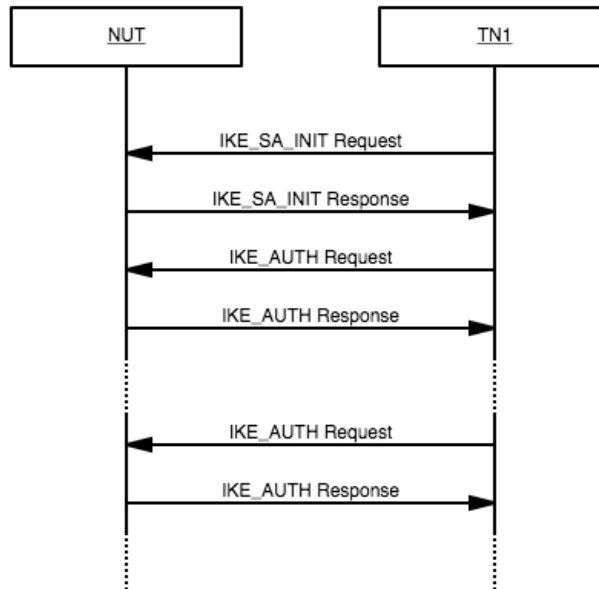 NUT
TN1
IKE_SA_INIT Request
IKE_SA_INIT Response
IKE_AUTH Request
IKE_AUTH Response
IKE_AUTH Request
IKE_AUTH Response